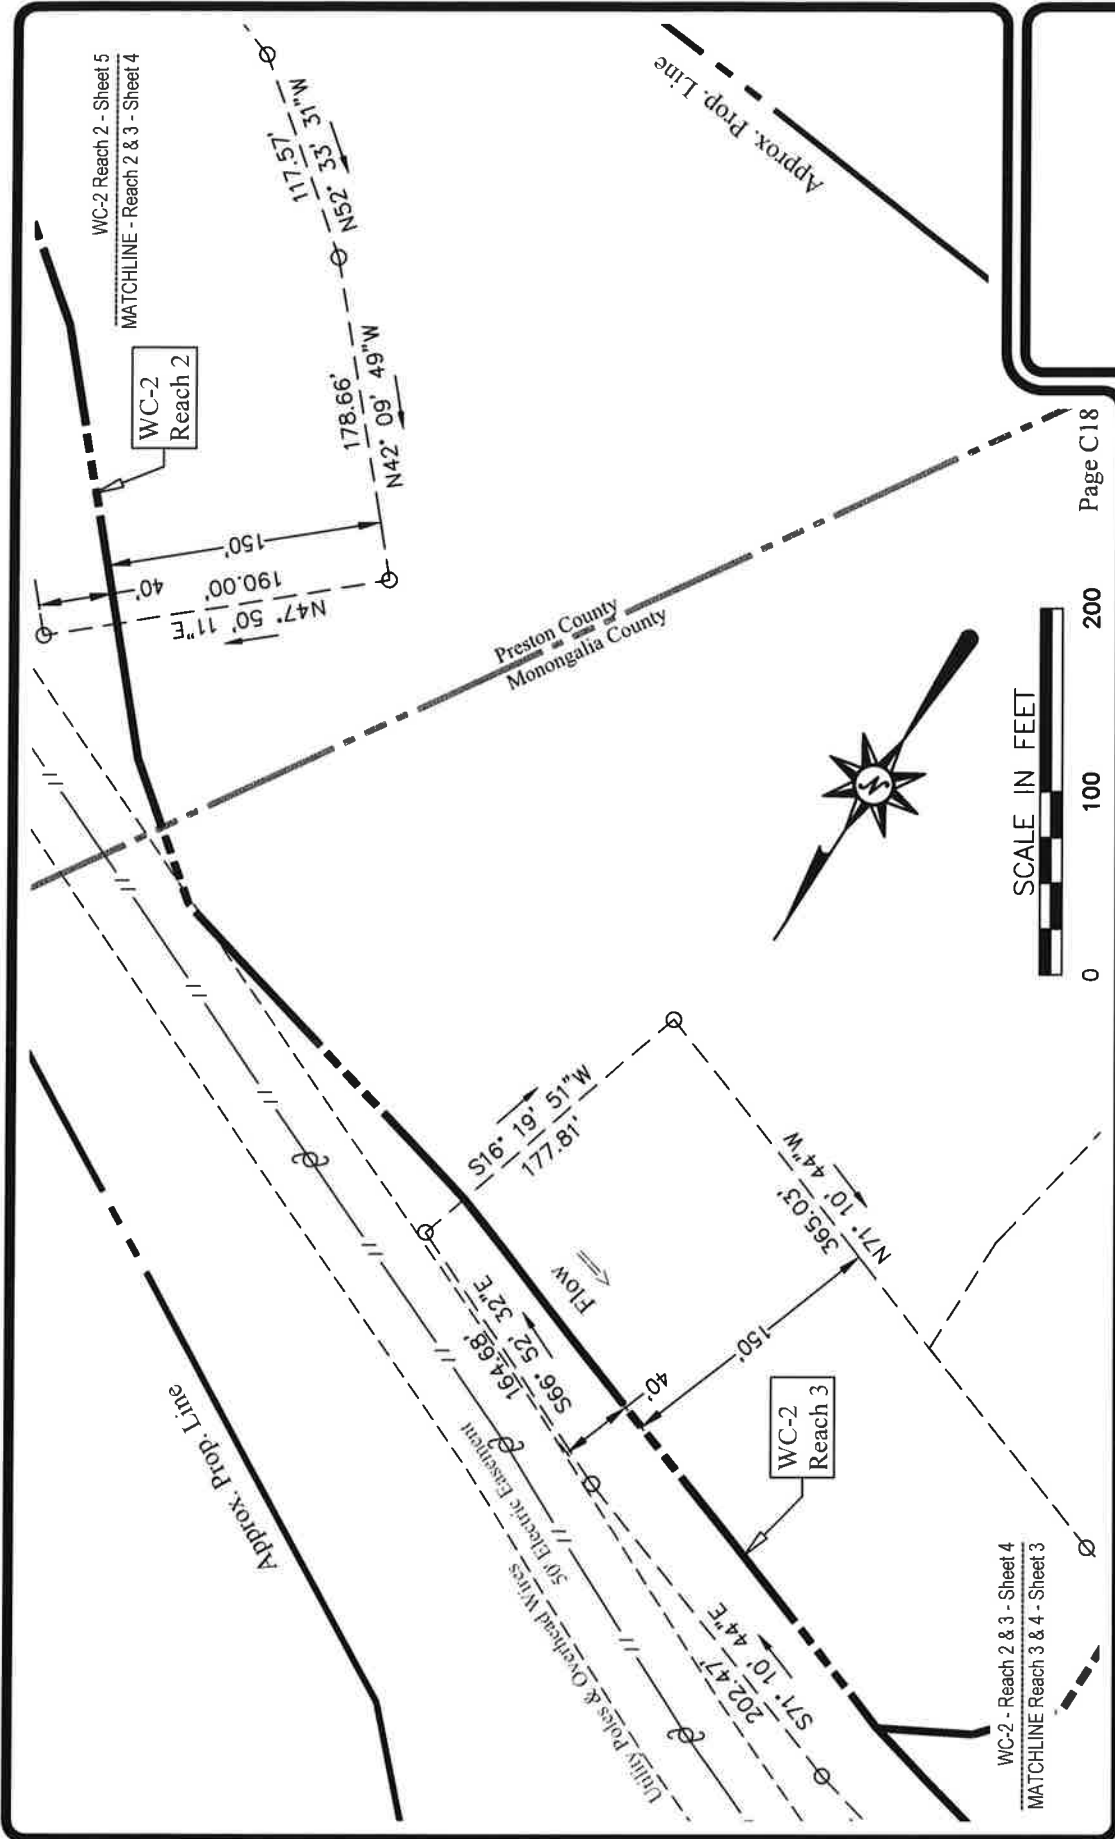 WC-2 Reach 2 - Sheet 5
MATCHLINE - Reach 2 & 3 - Sheet 4
WC-2
Reach 2
117.57'
N52° 33' 31"W
178.66'
N42° 09' 49"W
150'
40'
190.00'
N47° 50' 11"E
Approx. Prop. Line
Preston County
Monongalia County
Approx. Prop. Line
S16° 19' 51"W
177.81'
Flow
164.68'
S66° 52' 32"E
50' Electric Easement
Utility Poles & Overhead Wires
40'
150'
365.03'
N71° 10' 44"W
202.47'
S71° 10' 44"E
WC-2
Reach 3
N
SCALE IN FEET
0 100 200
WC-2 - Reach 2 & 3 - Sheet 4
MATCHLINE Reach 3 & 4 - Sheet 3
Page C18